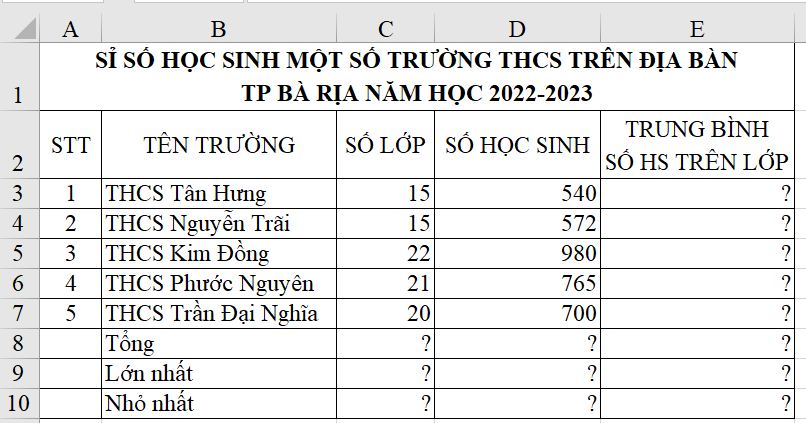 A B C D E
1 SỈ SỐ HỌC SINH MỘT SỐ TRƯỜNG THCS TRÊN ĐỊA BÀN
TP BÀ RỊA NĂM HỌC 2022-2023
2 STT TÊN TRƯỜNG SỐ LỚP SỐ HỌC SINH TRUNG BÌNH
SỐ HS TRÊN LỚP
3 1 THCS Tân Hưng 15 540 ?
4 2 THCS Nguyễn Trãi 15 572 ?
5 3 THCS Kim Đồng 22 980 ?
6 4 THCS Phước Nguyên 21 765 ?
7 5 THCS Trần Đại Nghĩa 20 700 ?
8 Tổng ? ? ?
9 Lớn nhất ? ? ?
10 Nhỏ nhất ? ? ?